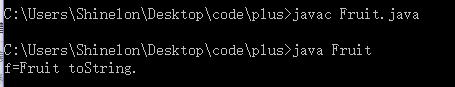 C:\Users\Shinelon\Desktop\code\plus>javac Fruit.java
C:\Users\Shinelon\Desktop\code\plus>java Fruit
f=Fruit toString.